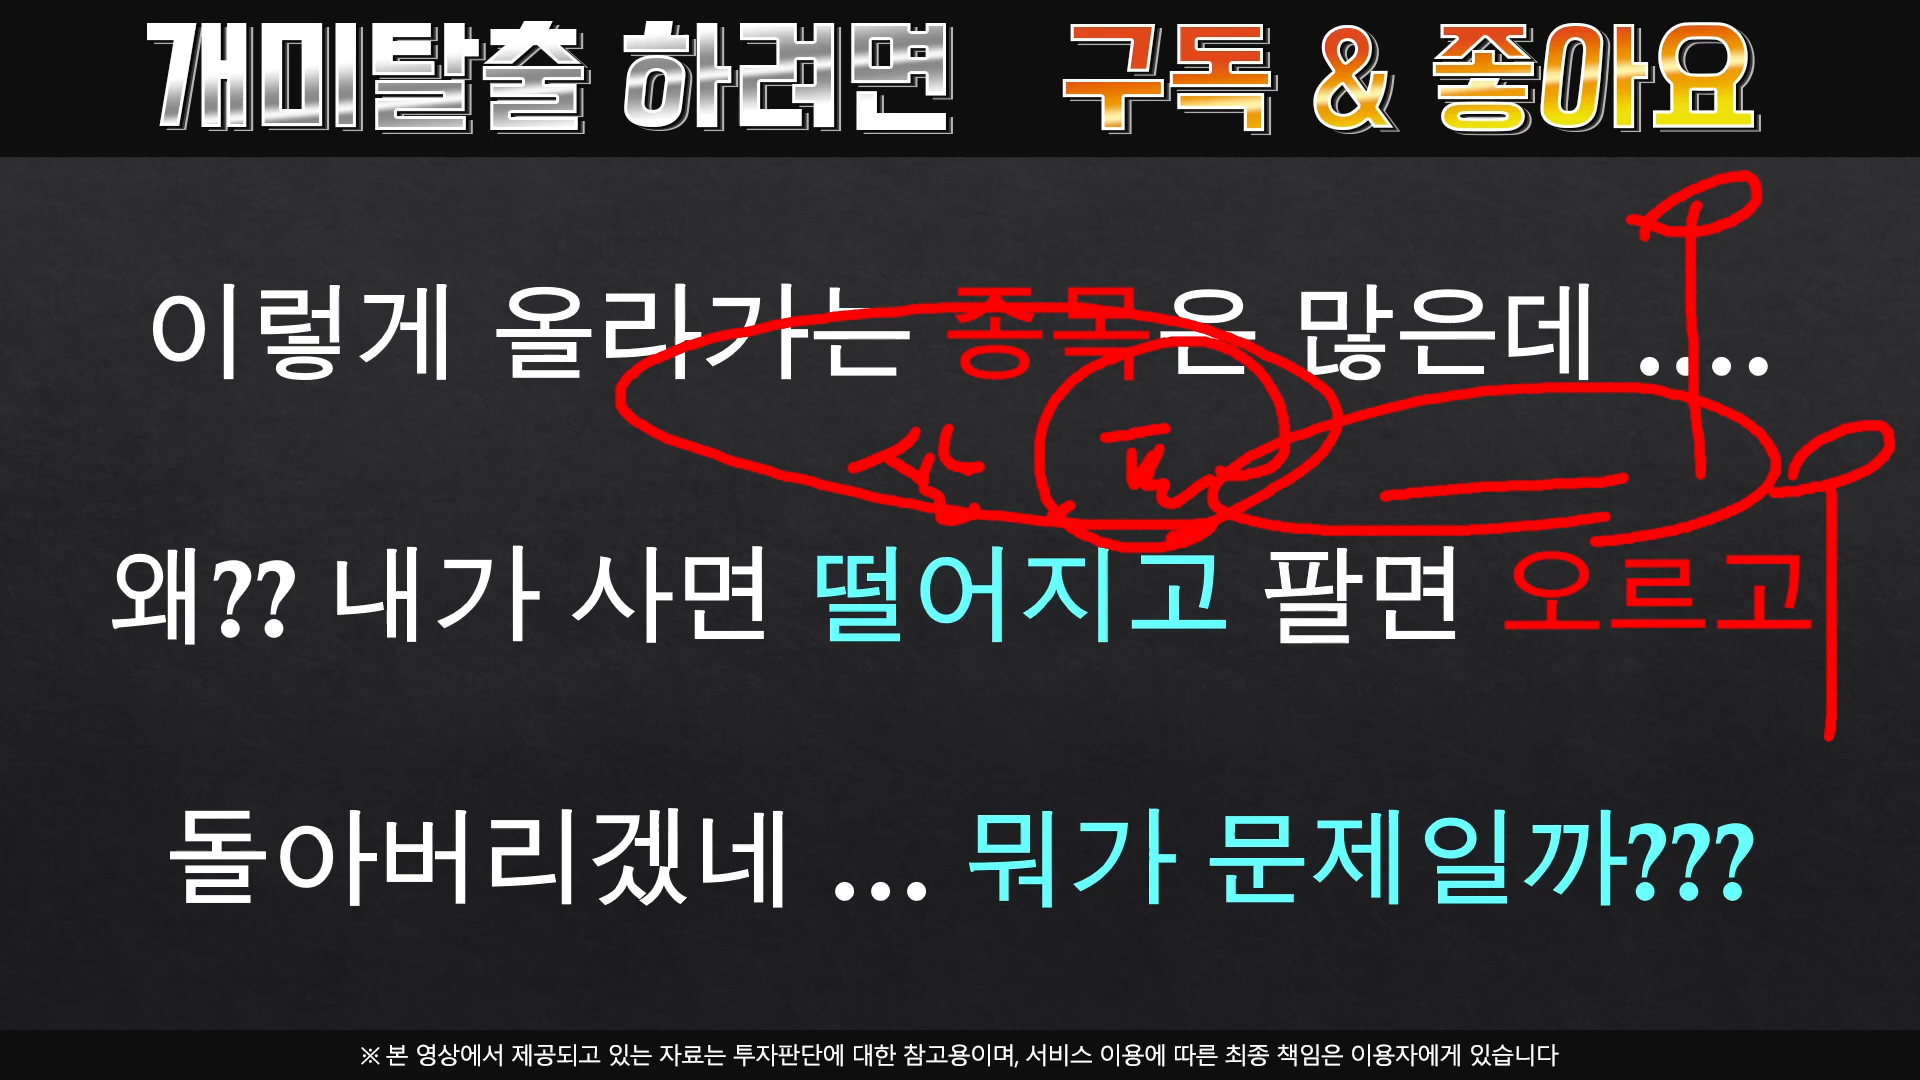 개미탈출 하려면 구독 & 좋아요
이렇게 올라가는 종목은 많은데 ....
왜?? 내가 사면 떨어지고 팔면 오르고
돌아버리겠네 ... 뭐가 문제일까???
※ 본 영상에서 제공되고 있는 자료는 투자판단에 대한 참고용이며, 서비스 이용에 따른 최종 책임은 이용자에게 있습니다